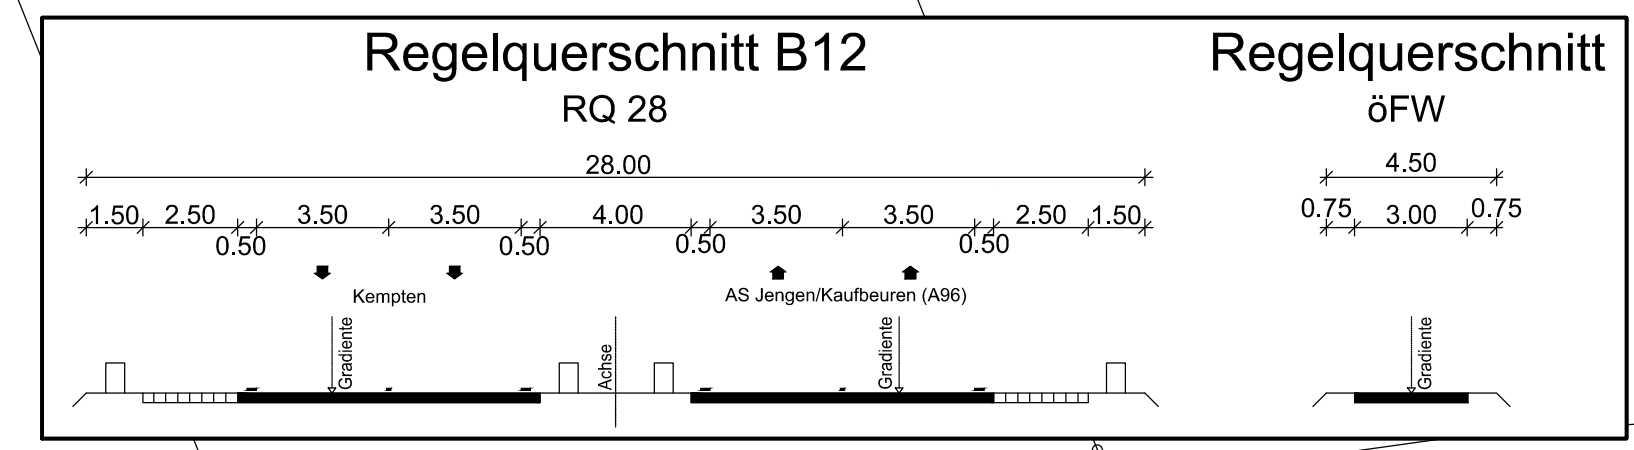 Regelquerschnitt B12
RQ 28
28.00
1.50 2.50 3.50 3.50 4.00 3.50 3.50 2.50 1.50
0.50 0.50 0.50 0.50
Kempten
AS Jengen/Kaufbeuren (A96)
Gradiente
Achse
Gradiente
Regelquerschnitt
öFW
4.50
0.75 3.00 0.75
Gradiente